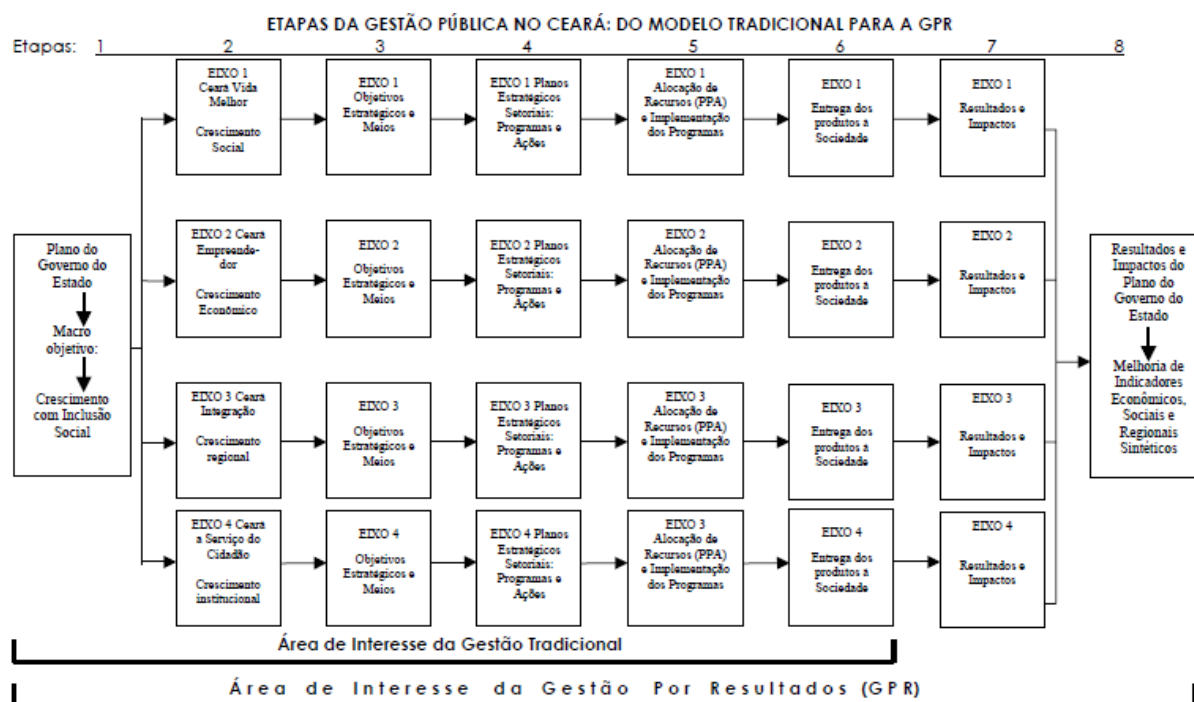 ETAPAS DA GESTÃO PÚBLICA NO CEARÁ: DO MODELO TRADICIONAL PARA A GPR
Etapas: 1 2 3 4 5 6 7 8
Plano do
Governo do
Estado
Macro
objetivo:
Crescimento
com Inclusão
Social
EIXO 1
Ceará Vida
Melhor
Crescimento
Social
EIXO 1
Objetivos
Estratégicos e
Meios
EIXO 1 Planos
Estratégicos
Setoriais:
Programas e
Ações
EIXO 1
Alocação de
Recursos (PPA)
e Implementação
dos Programas
EIXO 1
Entrega dos
produtos à
Sociedade
EIXO 1
Resultados e
Impactos
EIXO 2 Ceará
Empreende-
dor
Crescimento
Econômico
EIXO 2
Objetivos
Estratégicos e
Meios
EIXO 2 Planos
Estratégicos
Setoriais:
Programas e
Ações
EIXO 2
Alocação de
Recursos (PPA)
e Implementação
dos Programas
EIXO 2
Entrega dos
produtos à
Sociedade
EIXO 2
Resultados e
Impactos
EIXO 3 Ceará
Integração
Crescimento
regional
EIXO 3
Objetivos
Estratégicos e
Meios
EIXO 3 Planos
Estratégicos
Setoriais:
Programas e
Ações
EIXO 3
Alocação de
Recursos (PPA)
e Implementação
dos Programas
EIXO 3
Entrega dos
produtos à
Sociedade
EIXO 3
Resultados e
Impactos
EIXO 4 Ceará
a Serviço do
Cidadão
Crescimento
institucional
EIXO 4
Objetivos
Estratégicos e
Meios
EIXO 4 Planos
Estratégicos
Setoriais:
Programas e
Ações
EIXO 3
Alocação de
Recursos (PPA)
e Implementação
dos Programas
EIXO 4
Entrega dos
produtos à
Sociedade
EIXO 4
Resultados e
Impactos
Resultados e
Impactos do
Plano do
Governo do
Estado
Melhoria de
Indicadores
Econômicos,
Sociais e
Regionais
Sintéticos
Área de Interesse da Gestão Tradicional
Área de Interesse da Gestão Por Resultados (GPR)